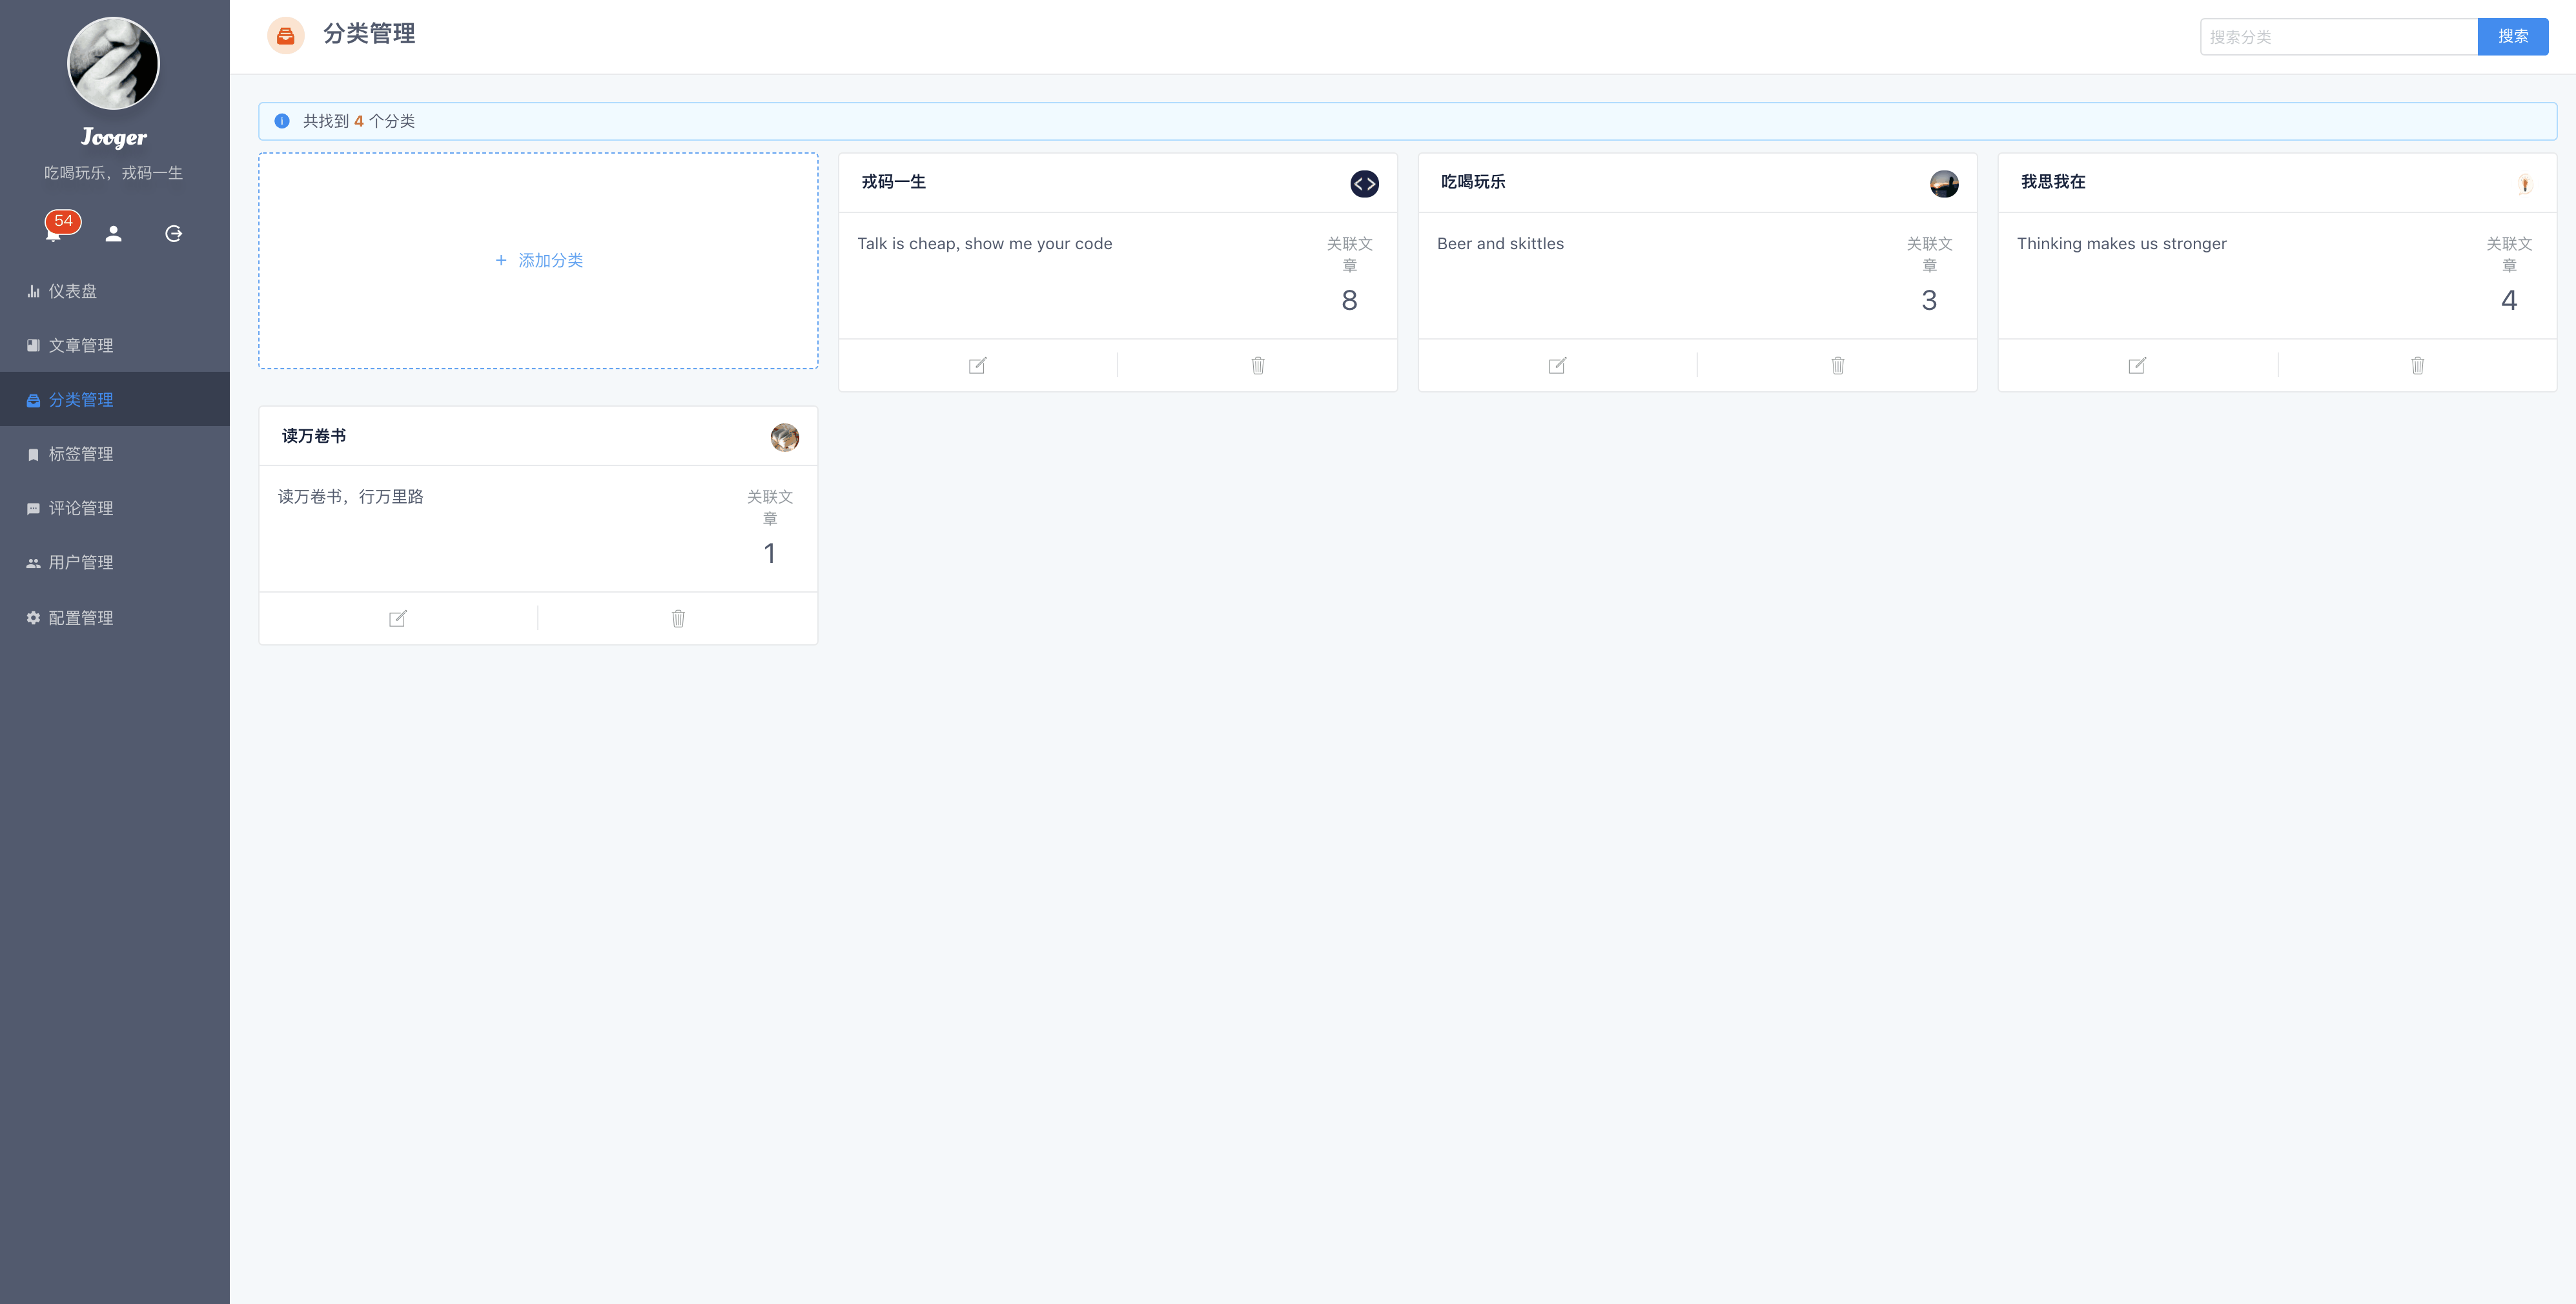 Jooger
吃喝玩乐，戎码一生
54
仪表盘
文章管理
分类管理
标签管理
评论管理
用户管理
配置管理
分类管理
搜索分类
搜索
共找到 4 个分类
+ 添加分类
戎码一生
Talk is cheap, show me your code
关联文
章
8
吃喝玩乐
Beer and skittles
关联文
章
3
我思我在
Thinking makes us stronger
关联文
章
4
读万卷书
读万卷书，行万里路
关联文
章
1